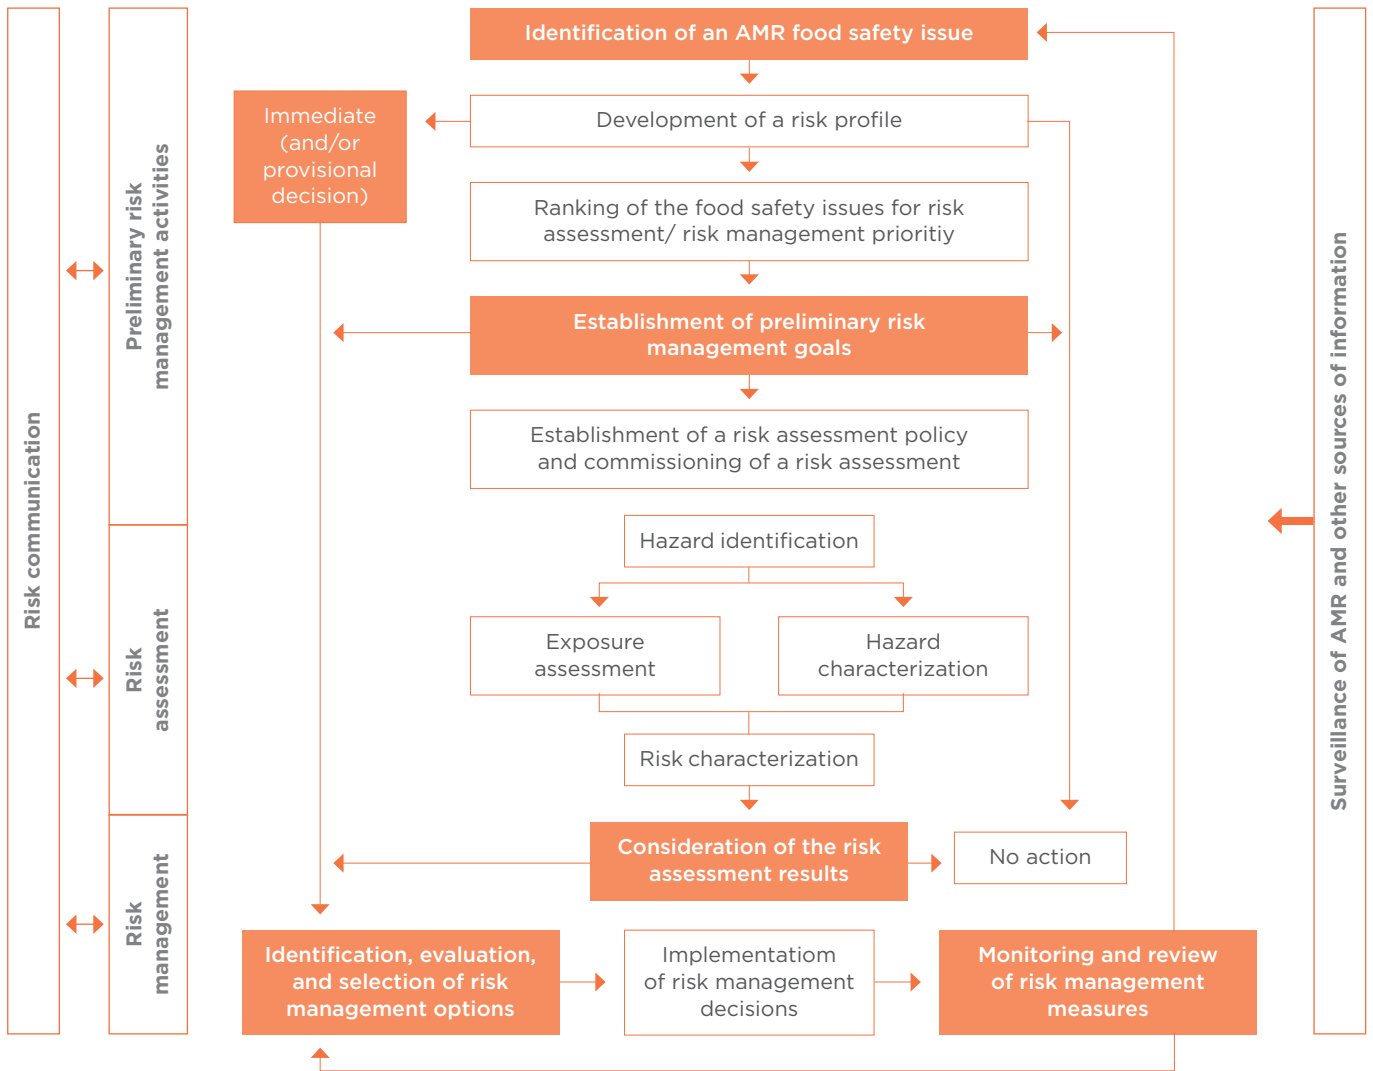 Identification of an AMR food safety issue
Immediate
(and/or
provisional
decision)
Development of a risk profile
Ranking of the food safety issues for risk
assessment/ risk management prioritiy
Establishment of preliminary risk
management goals
Establishment of a risk assessment policy
and commissioning of a risk assessment
Hazard identification
Exposure
assessment
Hazard
characterization
Risk characterization
Consideration of the risk
assessment results
No action
Identification, evaluation,
and selection of risk
management options
Implementatiom
of risk management
decisions
Monitoring and review
of risk management
measures
Risk communication
Preliminary risk
management activities
Risk
assessment
Risk
management
Surveillance of AMR and other sources of information